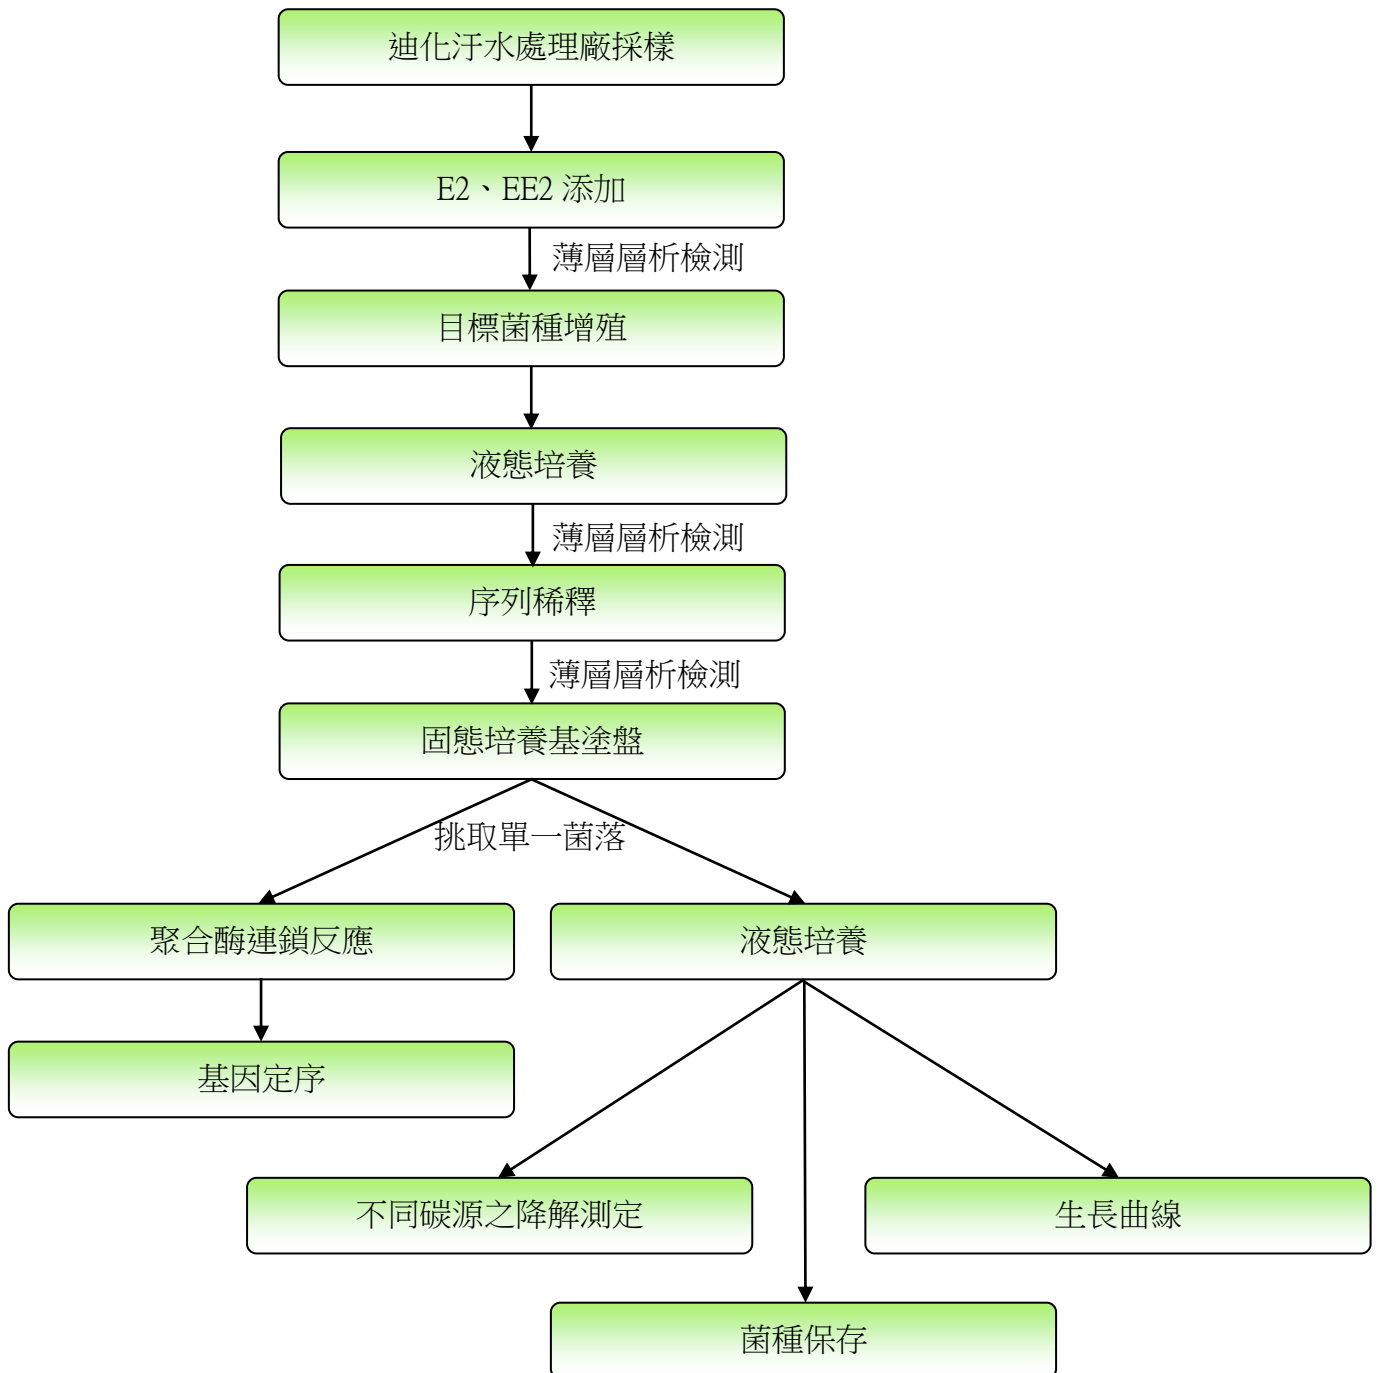 迪化汙水處理廠採樣
E2、EE2 添加
薄層層析檢測
目標菌種增殖
液態培養
薄層層析檢測
序列稀釋
薄層層析檢測
固態培養基塗盤
挑取單一菌落
聚合酶連鎖反應
液態培養
基因定序
不同碳源之降解測定
生長曲線
菌種保存